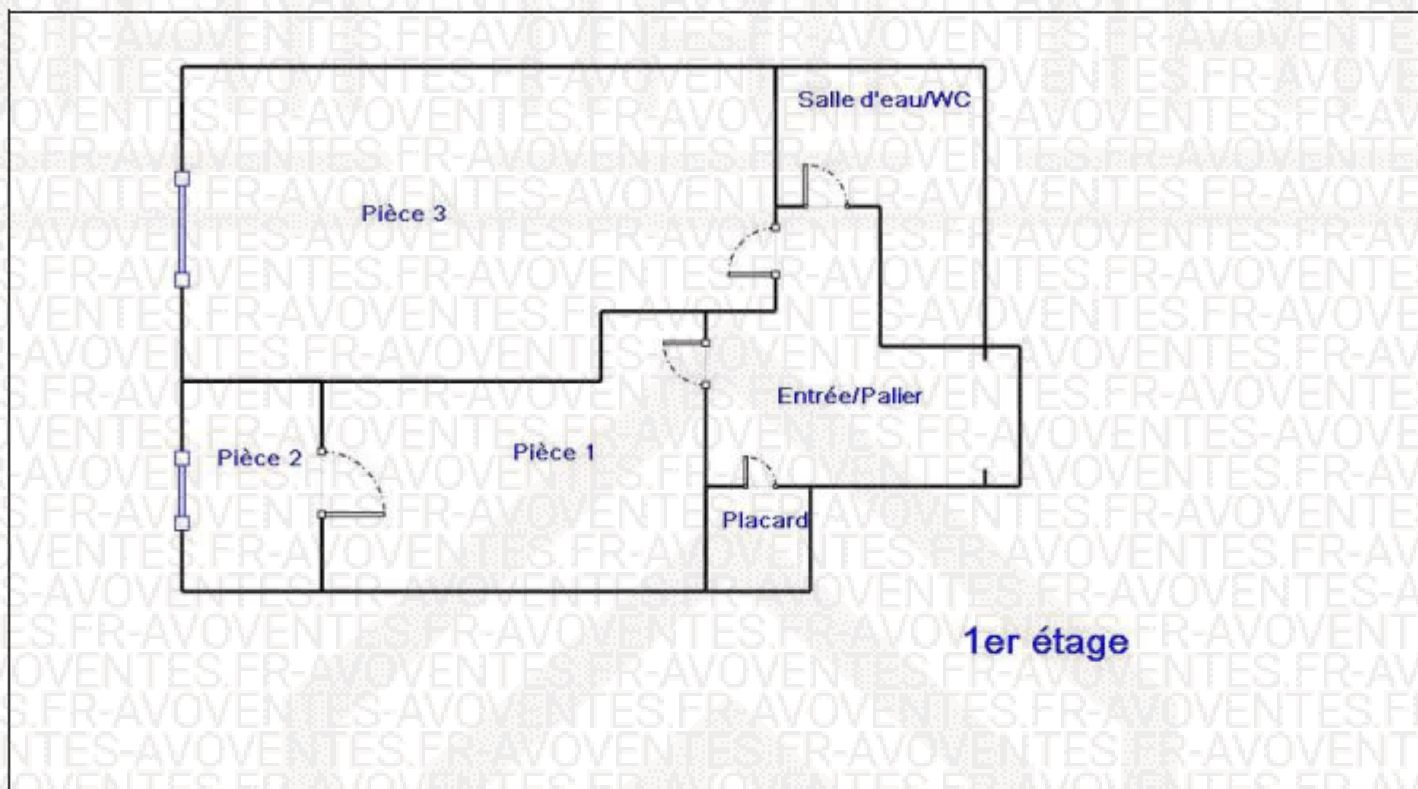 Salle d'eau/WC
Pièce 3
Entrée/Palier
Pièce 1
Pièce 2
Placard
1er étage